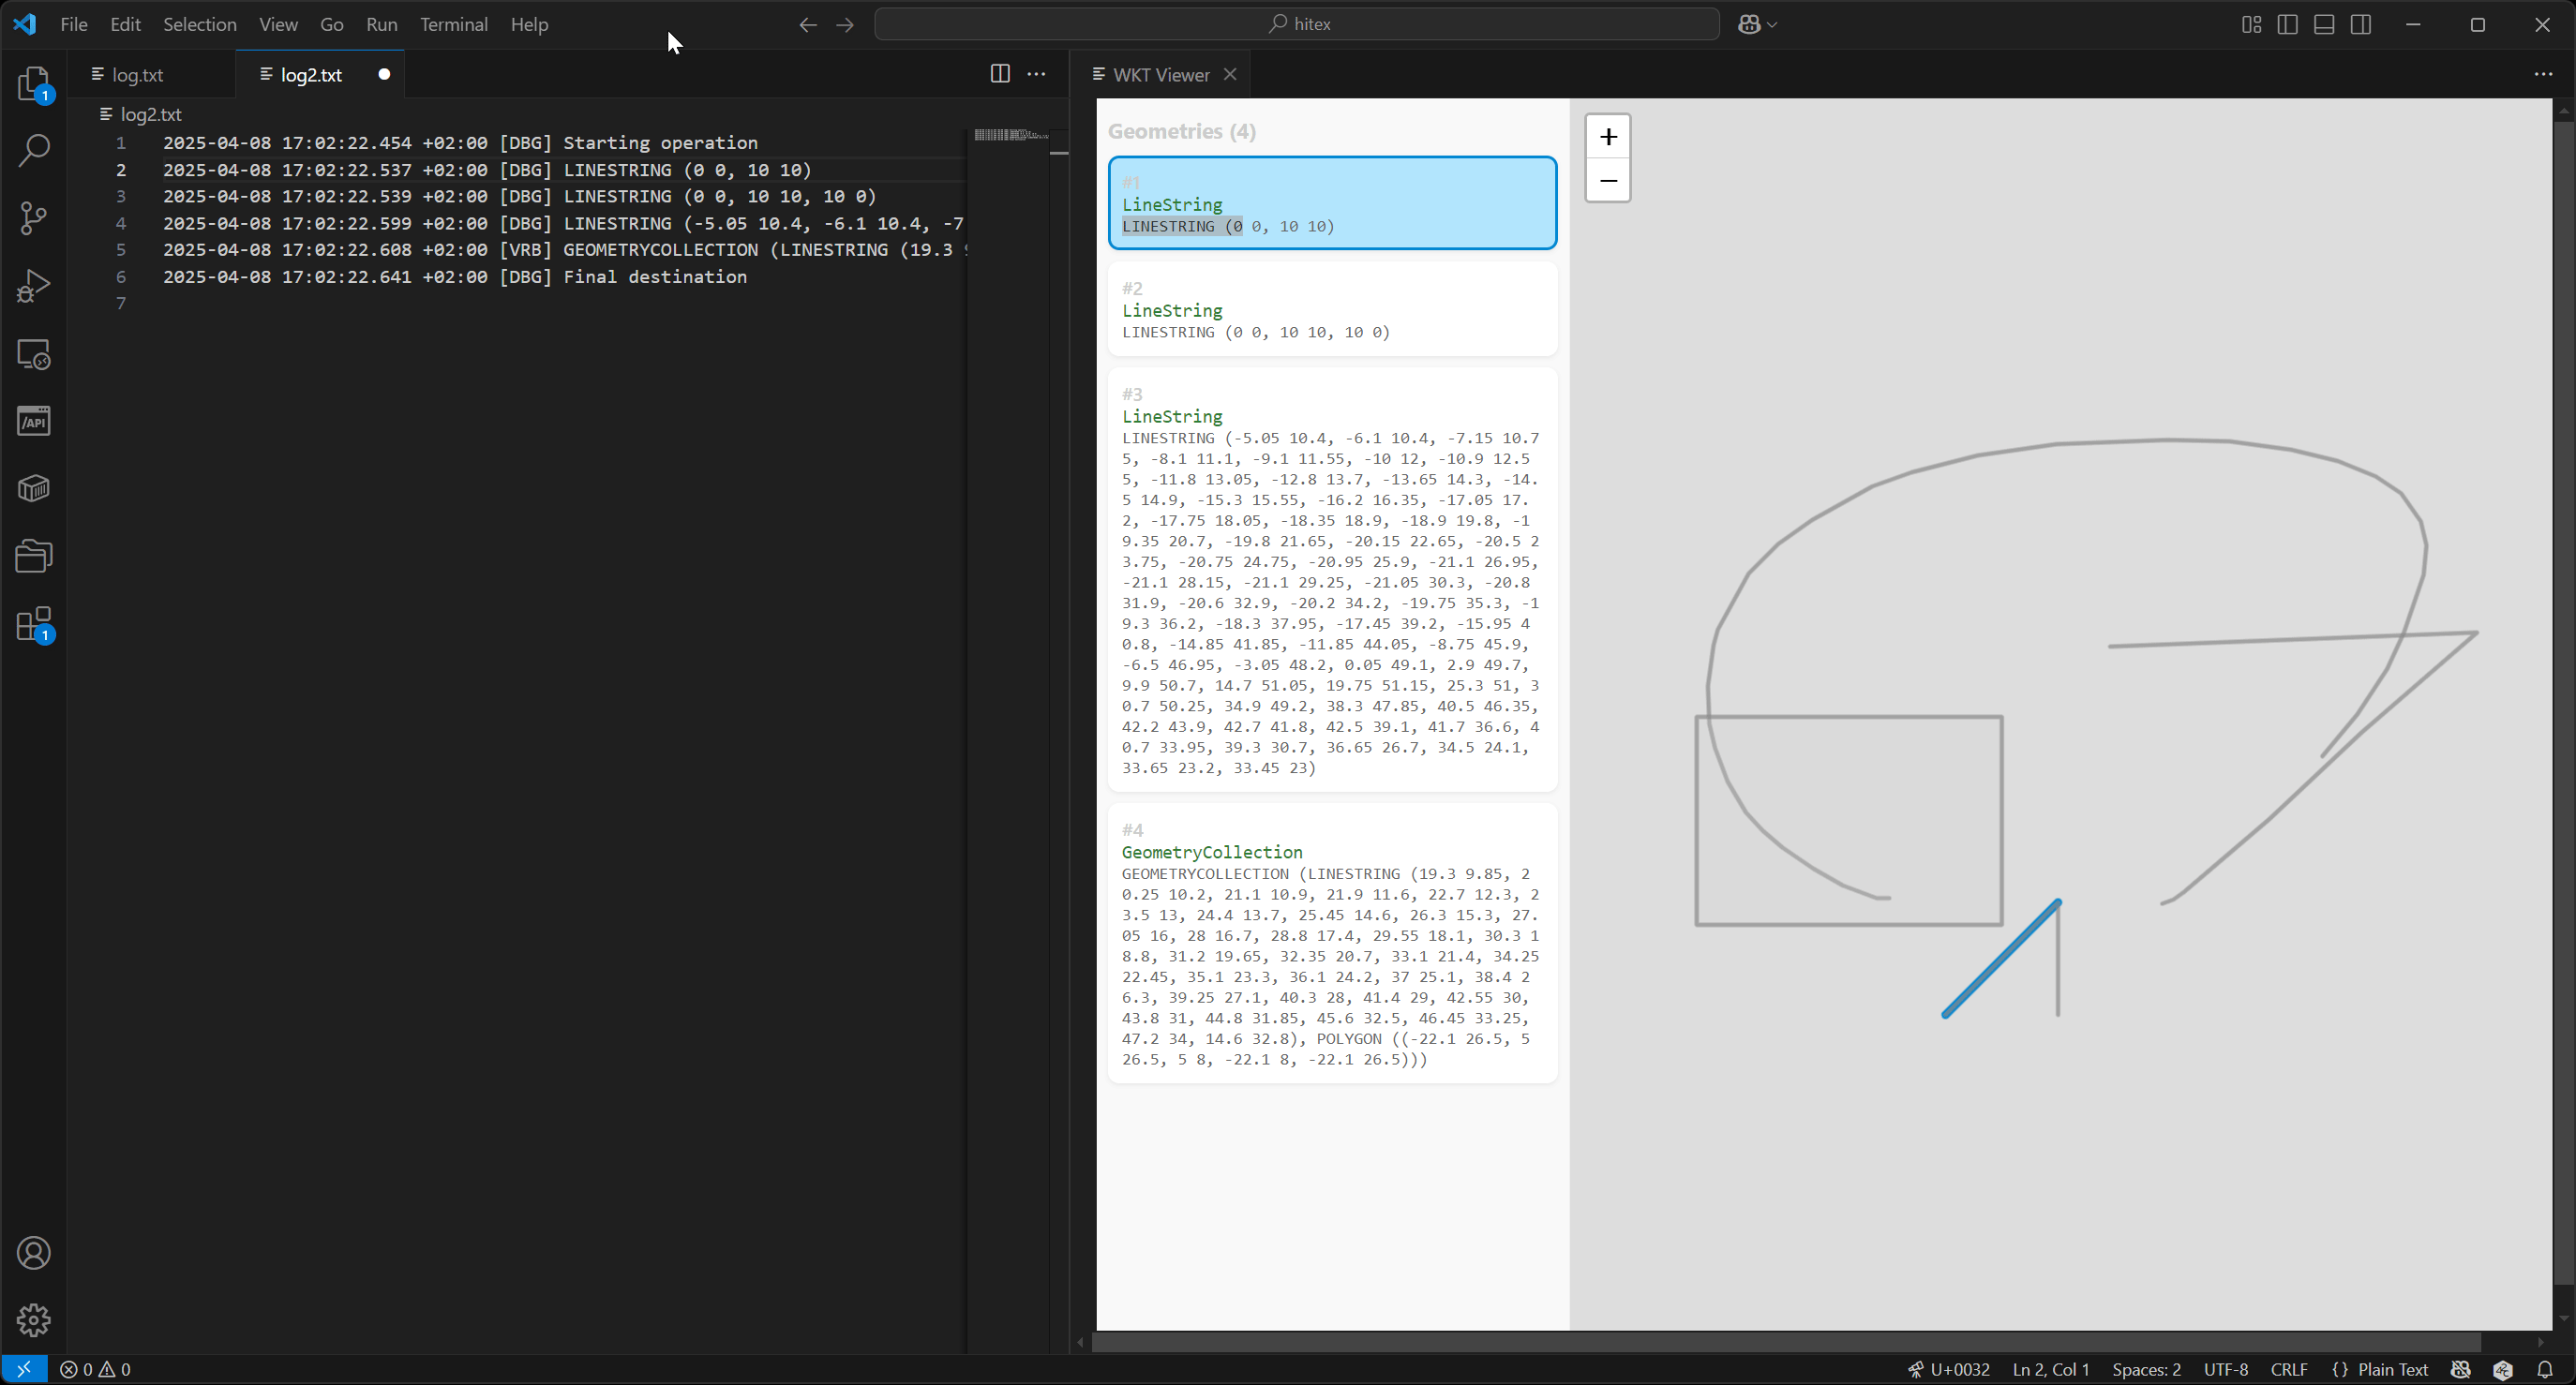 File Edit Selection View Go Run Terminal Help
hitex
log.txt
log2.txt
WKT Viewer
log2.txt
1 2025-04-08 17:02:22.454 +02:00 [DBG] Starting operation
2 2025-04-08 17:02:22.537 +02:00 [DBG] LINESTRING (0 0, 10 10)
3 2025-04-08 17:02:22.539 +02:00 [DBG] LINESTRING (0 0, 10 10, 10 0)
4 2025-04-08 17:02:22.599 +02:00 [DBG] LINESTRING (-5.05 10.4, -6.1 10.4, -7
5 2025-04-08 17:02:22.608 +02:00 [VRB] GEOMETRYCOLLECTION (LINESTRING (19.3
6 2025-04-08 17:02:22.641 +02:00 [DBG] Final destination
7
1
/API
1
Geometries (4)
#1
LineString
LINESTRING (0 0, 10 10)
#2
LineString
LINESTRING (0 0, 10 10, 10 0)
#3
LineString
LINESTRING (-5.05 10.4, -6.1 10.4, -7.15 10.7
5, -8.1 11.1, -9.1 11.55, -10 12, -10.9 12.5
5, -11.8 13.05, -12.8 13.7, -13.65 14.3, -14.
5 14.9, -15.3 15.55, -16.2 16.35, -17.05 17.
2, -17.75 18.05, -18.35 18.9, -18.9 19.8, -1
9.35 20.7, -19.8 21.65, -20.15 22.65, -20.5 2
3.75, -20.75 24.75, -20.95 25.9, -21.1 26.95,
-21.1 28.15, -21.1 29.25, -21.05 30.3, -20.8
31.9, -20.6 32.9, -20.2 34.2, -19.75 35.3, -1
9.3 36.2, -18.3 37.95, -17.45 39.2, -15.95 4
0.8, -14.85 41.85, -11.85 44.05, -8.75 45.9,
-6.5 46.95, -3.05 48.2, 0.05 49.1, 2.9 49.7,
9.9 50.7, 14.7 51.05, 19.75 51.15, 25.3 51, 3
0.7 50.25, 34.9 49.2, 38.3 47.85, 40.5 46.35,
42.2 43.9, 42.7 41.8, 42.5 39.1, 41.7 36.6, 4
0.7 33.95, 39.3 30.7, 36.65 26.7, 34.5 24.1,
33.65 23.2, 33.45 23)
#4
GeometryCollection
GEOMETRYCOLLECTION (LINESTRING (19.3 9.85, 2
0.25 10.2, 21.1 10.9, 21.9 11.6, 22.7 12.3, 2
3.5 13, 24.4 13.7, 25.45 14.6, 26.3 15.3, 27.
05 16, 28 16.7, 28.8 17.4, 29.55 18.1, 30.3 1
8.8, 31.2 19.65, 32.35 20.7, 33.1 21.4, 34.25
22.45, 35.1 23.3, 36.1 24.2, 37 25.1, 38.4 2
6.3, 39.25 27.1, 40.3 28, 41.4 29, 42.55 30,
43.8 31, 44.8 31.85, 45.6 32.5, 46.45 33.25,
47.2 34, 14.6 32.8), POLYGON ((-22.1 26.5, 5
26.5, 5 8, -22.1 8, -22.1 26.5)))
+
−
0 0
U+0032 Ln 2, Col 1 Spaces: 2 UTF-8 CRLF {} Plain Text